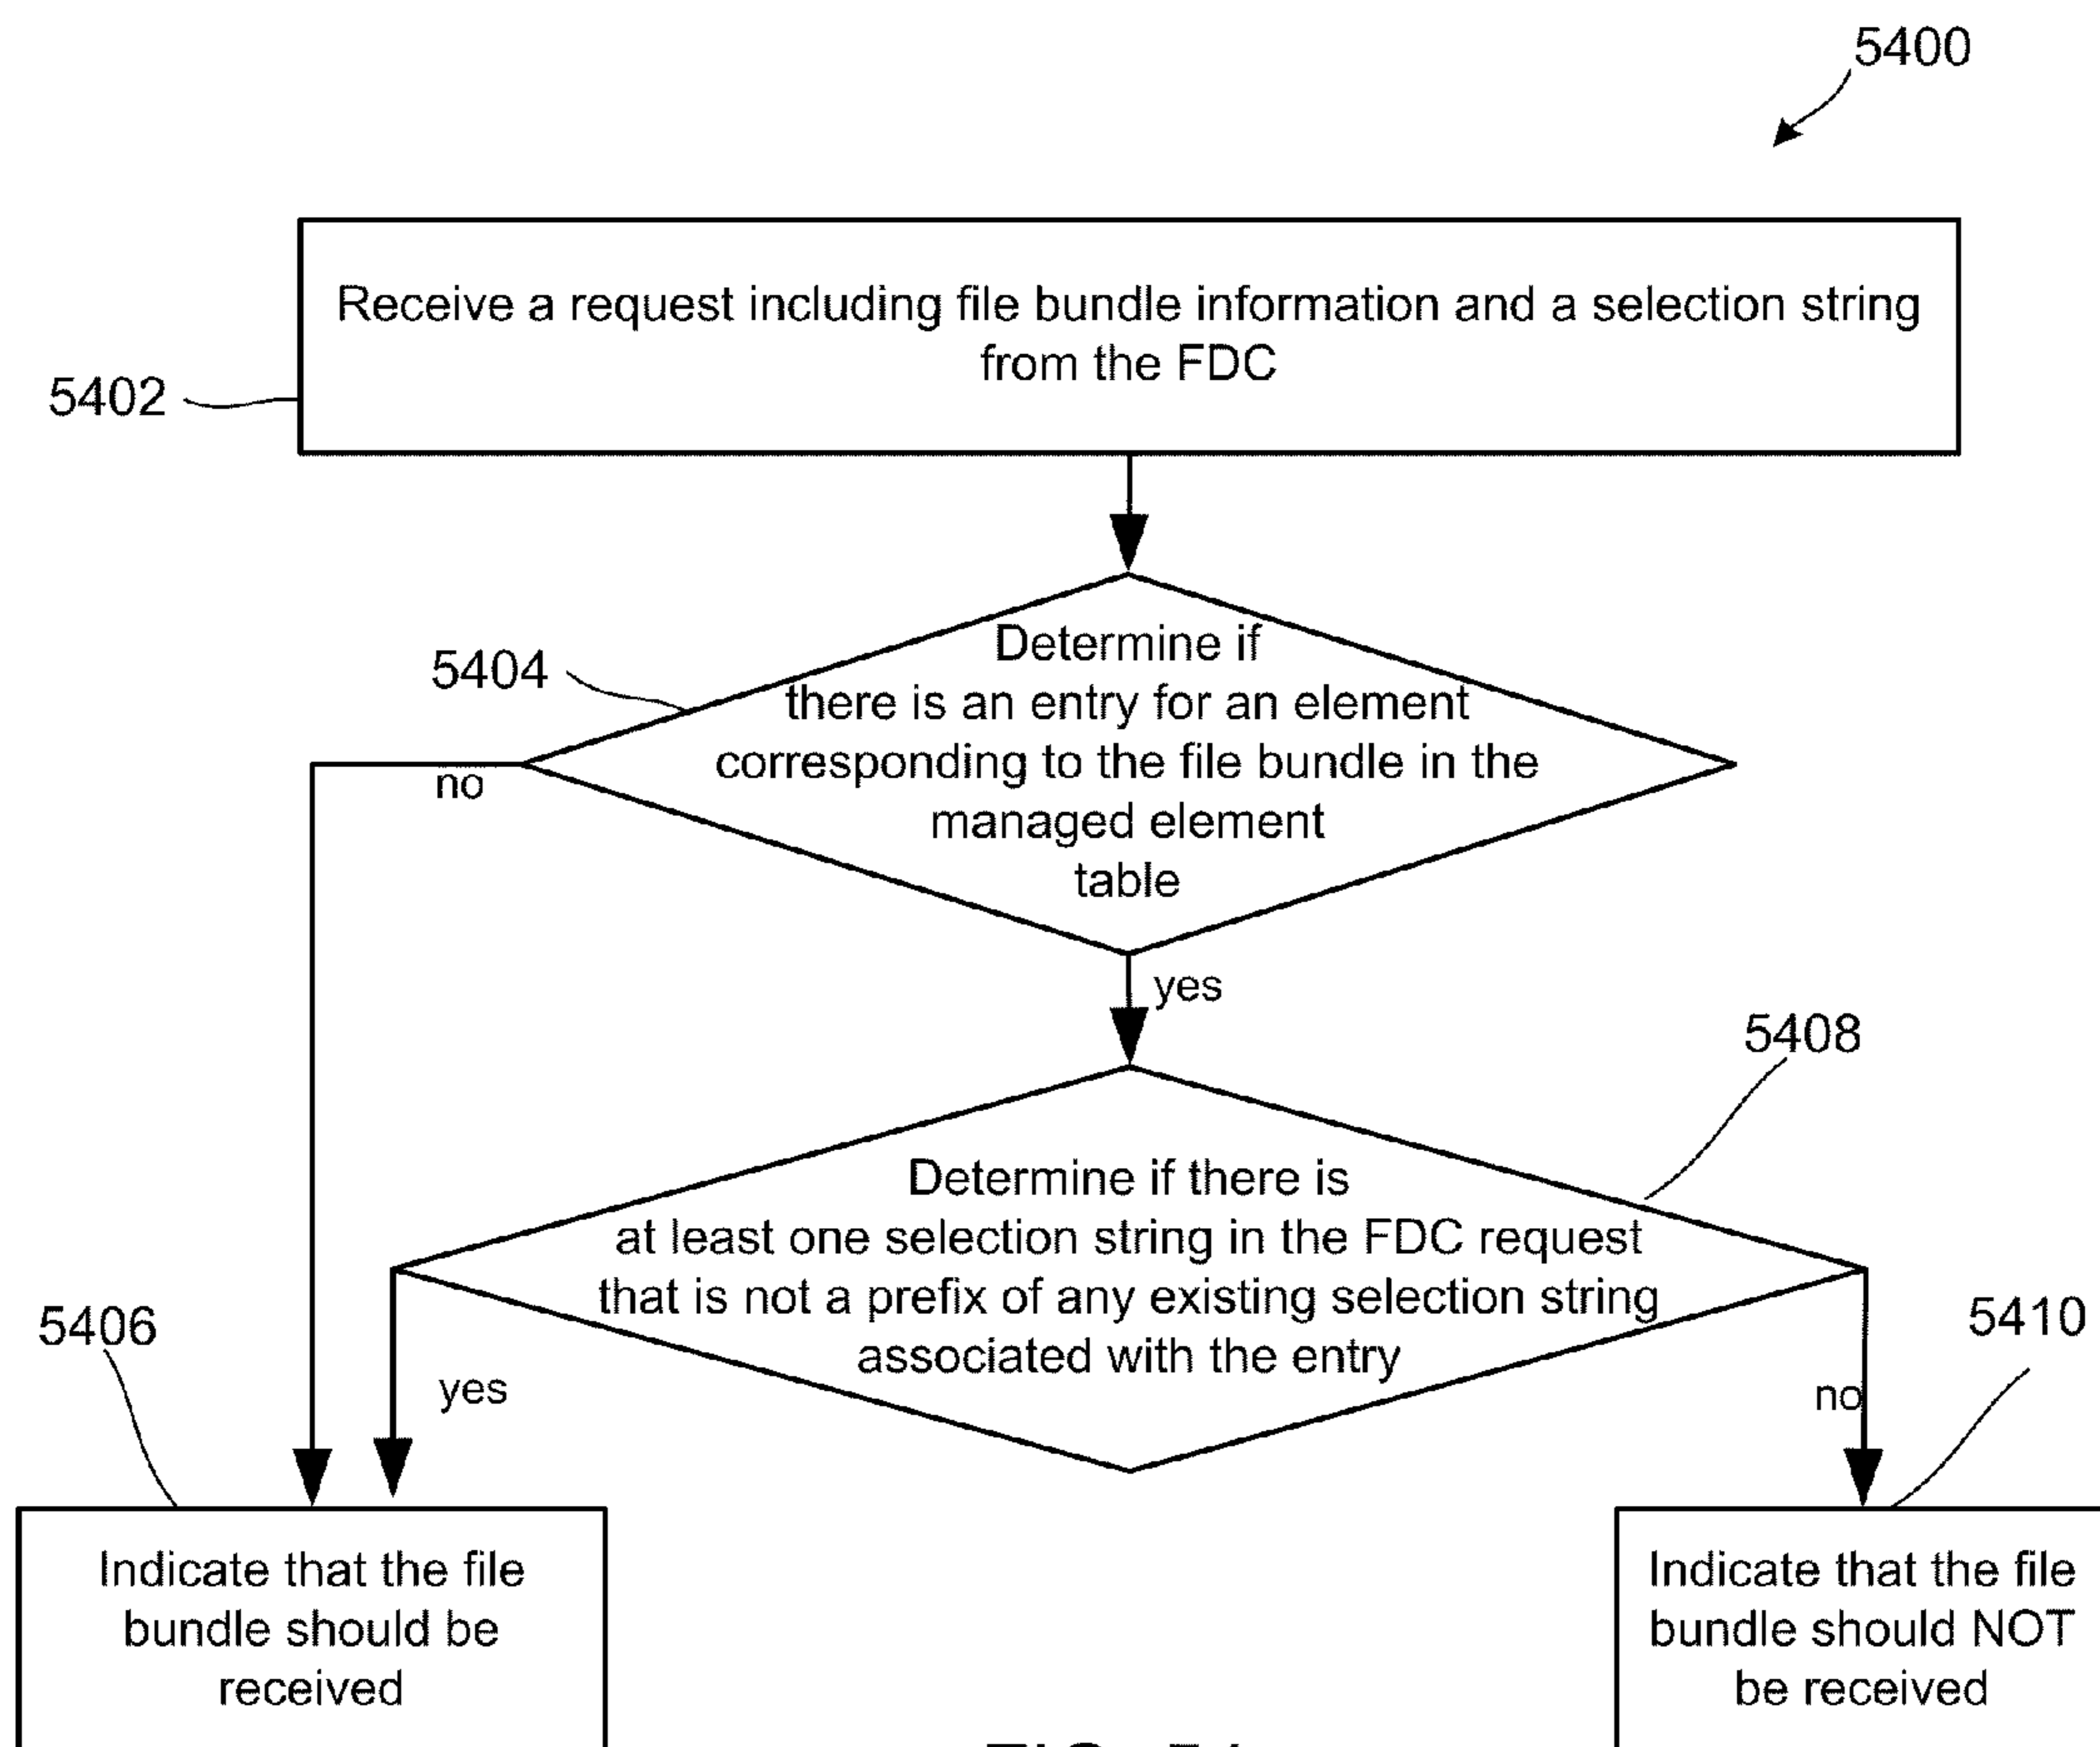 5400
Receive a request including file bundle information and a selection string
from the FDC
5402
Determine if
there is an entry for an element
corresponding to the file bundle in the
managed element
table
5404
no
yes
5408
Determine if there is
at least one selection string in the FDC request
that is not a prefix of any existing selection string
associated with the entry
5406
yes
no
5410
Indicate that the file
bundle should be
received
Indicate that the file
bundle should NOT
be received